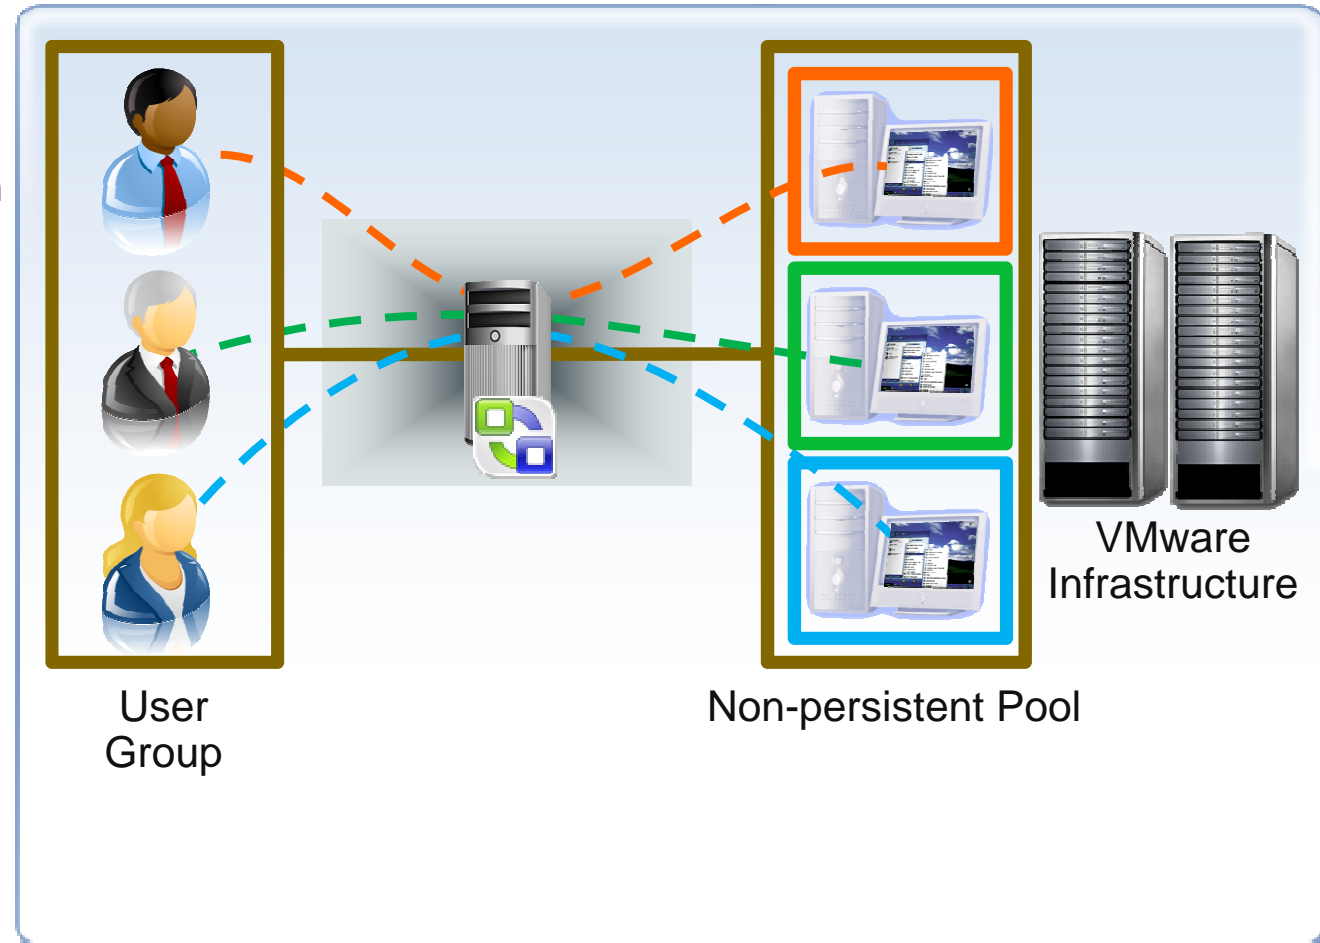 User
Group
Non-persistent Pool
VMware
Infrastructure